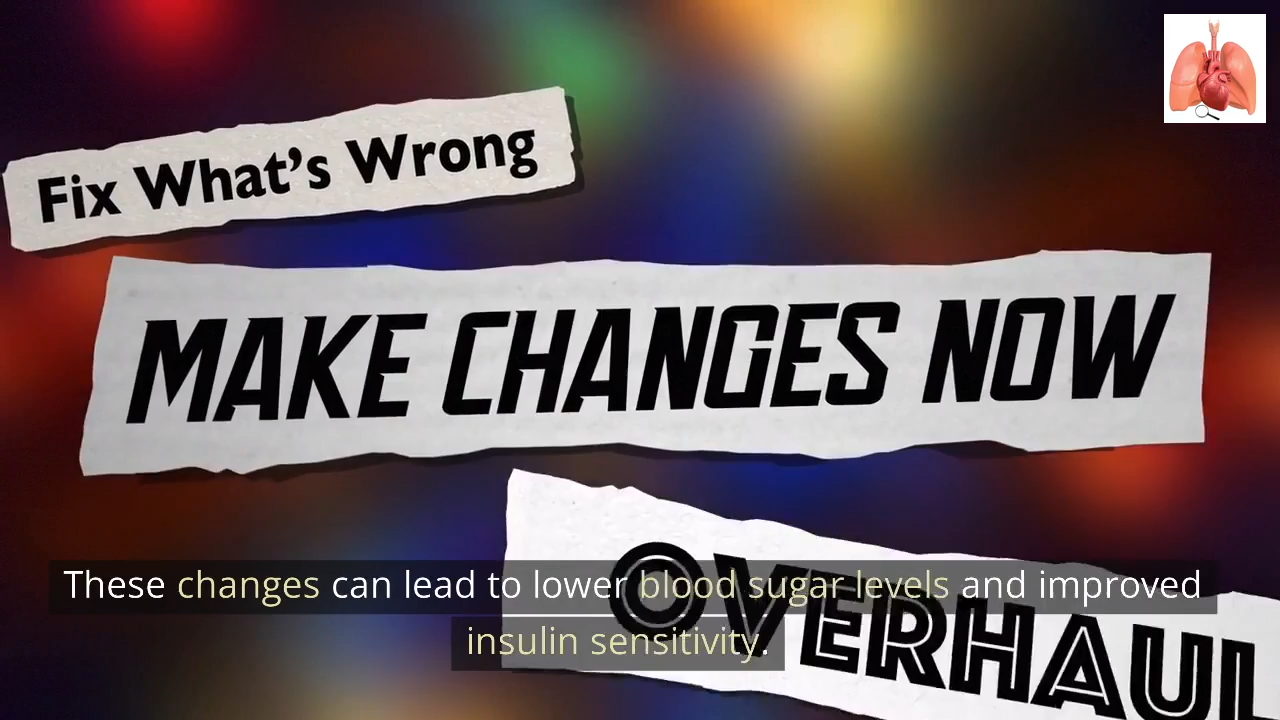 Fix What's Wrong
MAKE CHANGES NOW
OVERHAUL
These changes can lead to lower blood sugar levels and improved
insulin sensitivity.